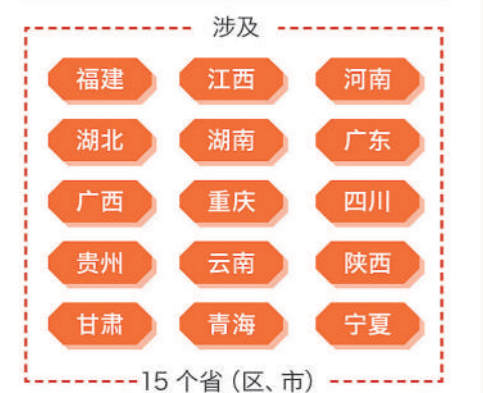 涉及
福建 江西 河南
湖北 湖南 广东
广西 重庆 四川
贵州 云南 陕西
甘肃 青海 宁夏
15 个省（区、市）